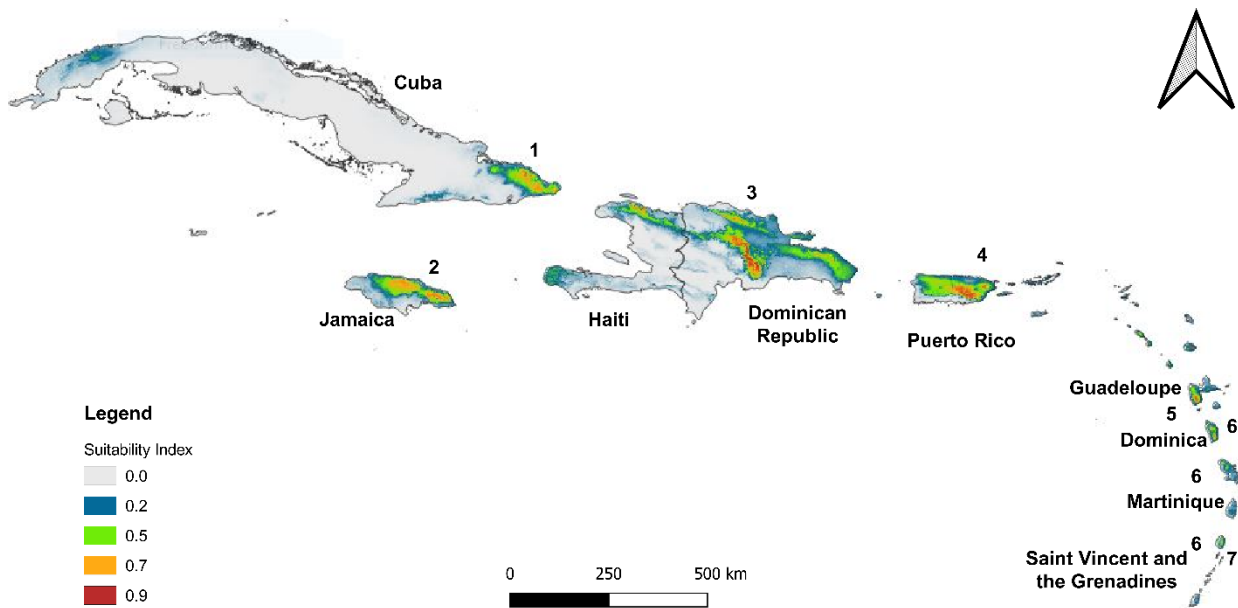 Cuba
1
3
2
4
Jamaica
Haiti
Dominican
Republic
Puerto Rico
Guadeloupe
5
6
Dominica
6
Martinique
6
7
Saint Vincent and
the Grenadines
Legend
Suitability Index
0.0
0.2
0.5
0.7
0.9
0
250
500 km